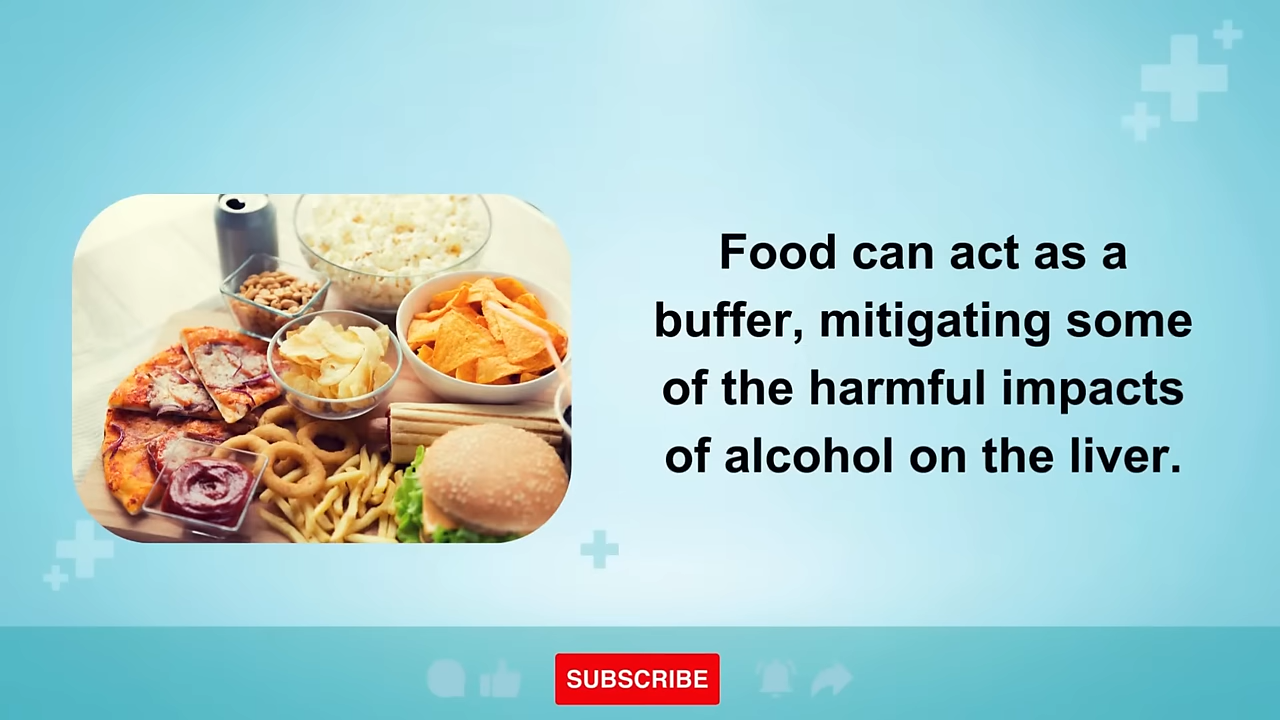 Food can act as a
buffer, mitigating some
of the harmful impacts
of alcohol on the liver.
SUBSCRIBE